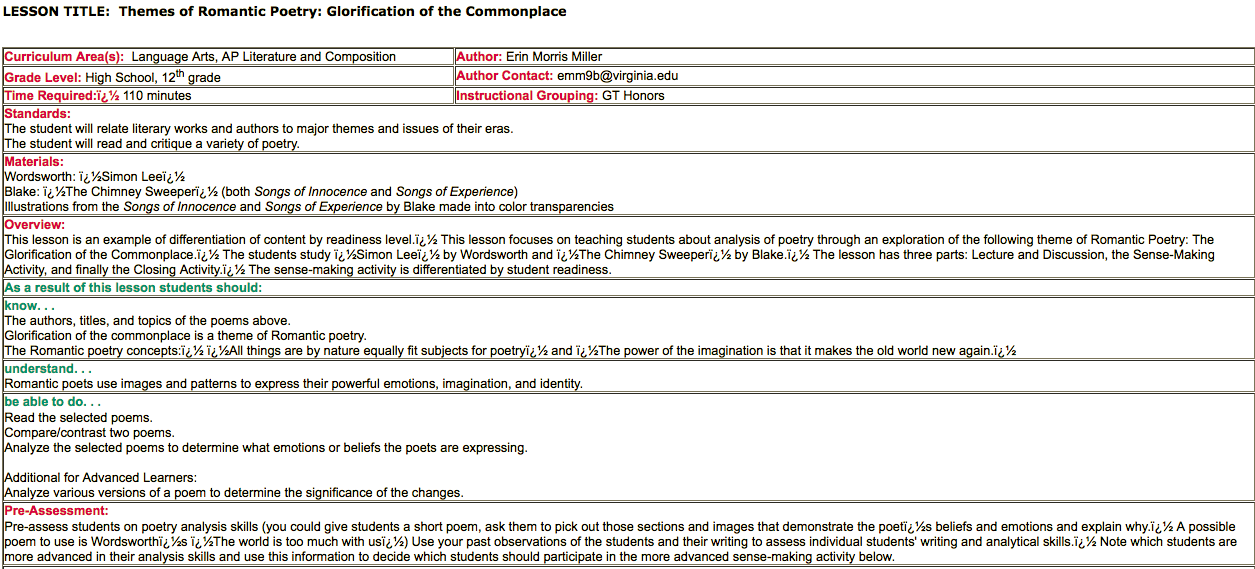 LESSON TITLE:  Themes of Romantic Poetry: Glorification of the Commonplace
Curriculum Area(s):  Language Arts, AP Literature and Composition
Author: Erin Morris Miller
Grade Level: High School, 12th grade
Author Contact: emm9b@virginia.edu
Time Required:ï¿½ 110 minutes
Instructional Grouping: GT Honors
Standards:
The student will relate literary works and authors to major themes and issues of their eras.
The student will read and critique a variety of poetry.
Materials:
Wordsworth: ï¿½Simon Leeï¿½
Blake: ï¿½The Chimney Sweeperï¿½ (both Songs of Innocence and Songs of Experience)
Illustrations from the Songs of Innocence and Songs of Experience by Blake made into color transparencies
Overview:
This lesson is an example of differentiation of content by readiness level.ï¿½ This lesson focuses on teaching students about analysis of poetry through an exploration of the following theme of Romantic Poetry: The
Glorification of the Commonplace.ï¿½ The students study ï¿½Simon Leeï¿½ by Wordsworth and ï¿½The Chimney Sweeperï¿½ by Blake.ï¿½ The lesson has three parts: Lecture and Discussion, the Sense-Making
Activity, and finally the Closing Activity.ï¿½ The sense-making activity is differentiated by student readiness.
As a result of this lesson students should:
know. . .
The authors, titles, and topics of the poems above.
Glorification of the commonplace is a theme of Romantic poetry.
The Romantic poetry concepts:ï¿½ ï¿½All things are by nature equally fit subjects for poetryï¿½ and ï¿½The power of the imagination is that it makes the old world new again.ï¿½
understand. . .
Romantic poets use images and patterns to express their powerful emotions, imagination, and identity.
be able to do. . .
Read the selected poems.
Compare/contrast two poems.
Analyze the selected poems to determine what emotions or beliefs the poets are expressing.
Additional for Advanced Learners:
Analyze various versions of a poem to determine the significance of the changes.
Pre-Assessment:
Pre-assess students on poetry analysis skills (you could give students a short poem, ask them to pick out those sections and images that demonstrate the poetï¿½s beliefs and emotions and explain why.ï¿½ A possible
poem to use is Wordsworthï¿½s ï¿½The world is too much with usï¿½) Use your past observations of the students and their writing to assess individual students' writing and analytical skills.ï¿½ Note which students are
more advanced in their analysis skills and use this information to decide which students should participate in the more advanced sense-making activity below.